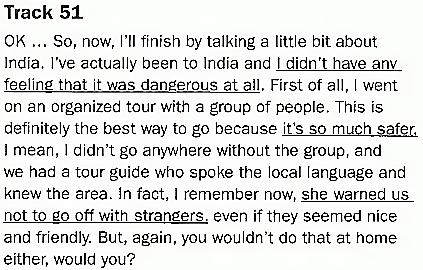 Track 51
OK ... So, now, I'll finish by talking a little bit about
India. I've actually been to India and I didn't have any
feeling that it was dangerous at all. First of all, I went
on an organized tour with a group of people. This is
definitely the best way to go because it's so much safer.
I mean, I didn't go anywhere without the group, and
we had a tour guide who spoke the local language and
knew the area. In fact, I remember now, she warned us
not to go off with strangers, even if they seemed nice
and friendly. But, again, you wouldn't do that at home
either, would you?